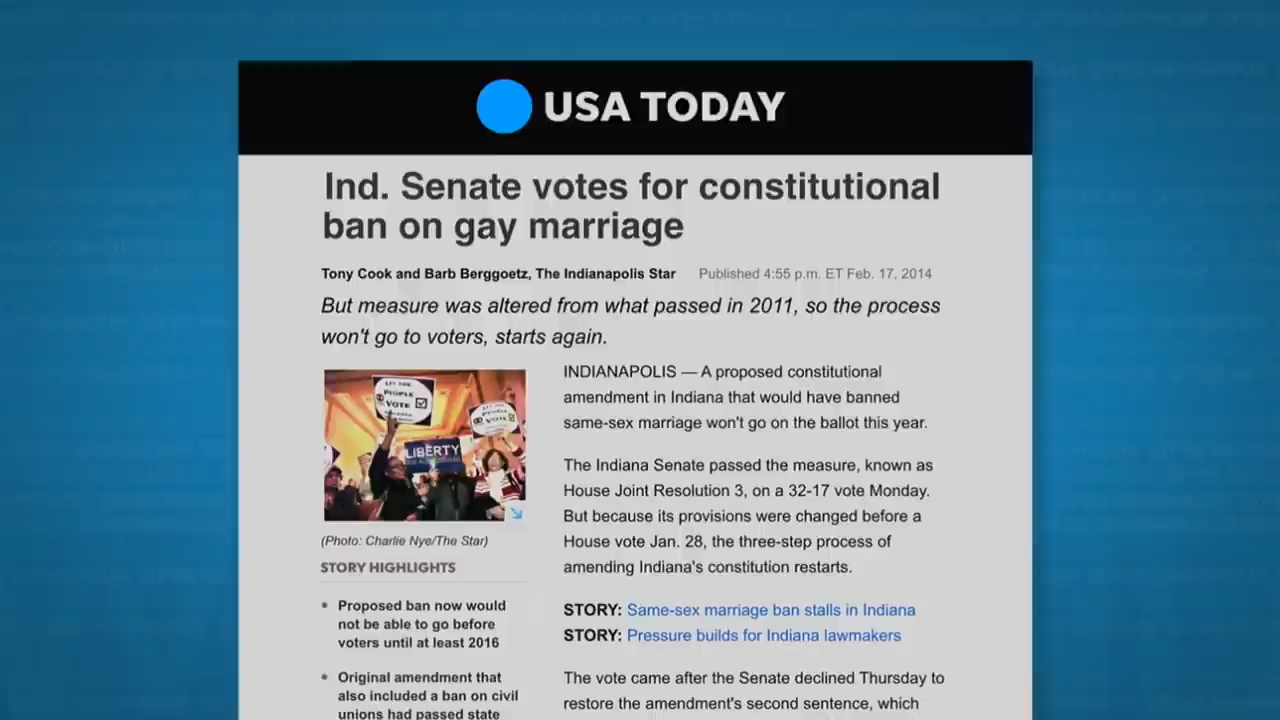 USA TODAY
Ind. Senate votes for constitutional
ban on gay marriage
Tony Cook and Barb Berggoetz, The Indianapolis Star Published 4:55 p.m. ET Feb. 17, 2014
But measure was altered from what passed in 2011, so the process
won't go to voters, starts again.
LET THE
PEOPLE
VOTE
VOTE
LIBERTY
(Photo: Charlie Nye/The Star)
STORY HIGHLIGHTS
• Proposed ban now would
not be able to go before
voters until at least 2016
• Original amendment that
also included a ban on civil
unions had passed state
INDIANAPOLIS — A proposed constitutional
amendment in Indiana that would have banned
same-sex marriage won't go on the ballot this year.
The Indiana Senate passed the measure, known as
House Joint Resolution 3, on a 32-17 vote Monday.
But because its provisions were changed before a
House vote Jan. 28, the three-step process of
amending Indiana's constitution restarts.
STORY: Same-sex marriage ban stalls in Indiana
STORY: Pressure builds for Indiana lawmakers
The vote came after the Senate declined Thursday to
restore the amendment's second sentence, which